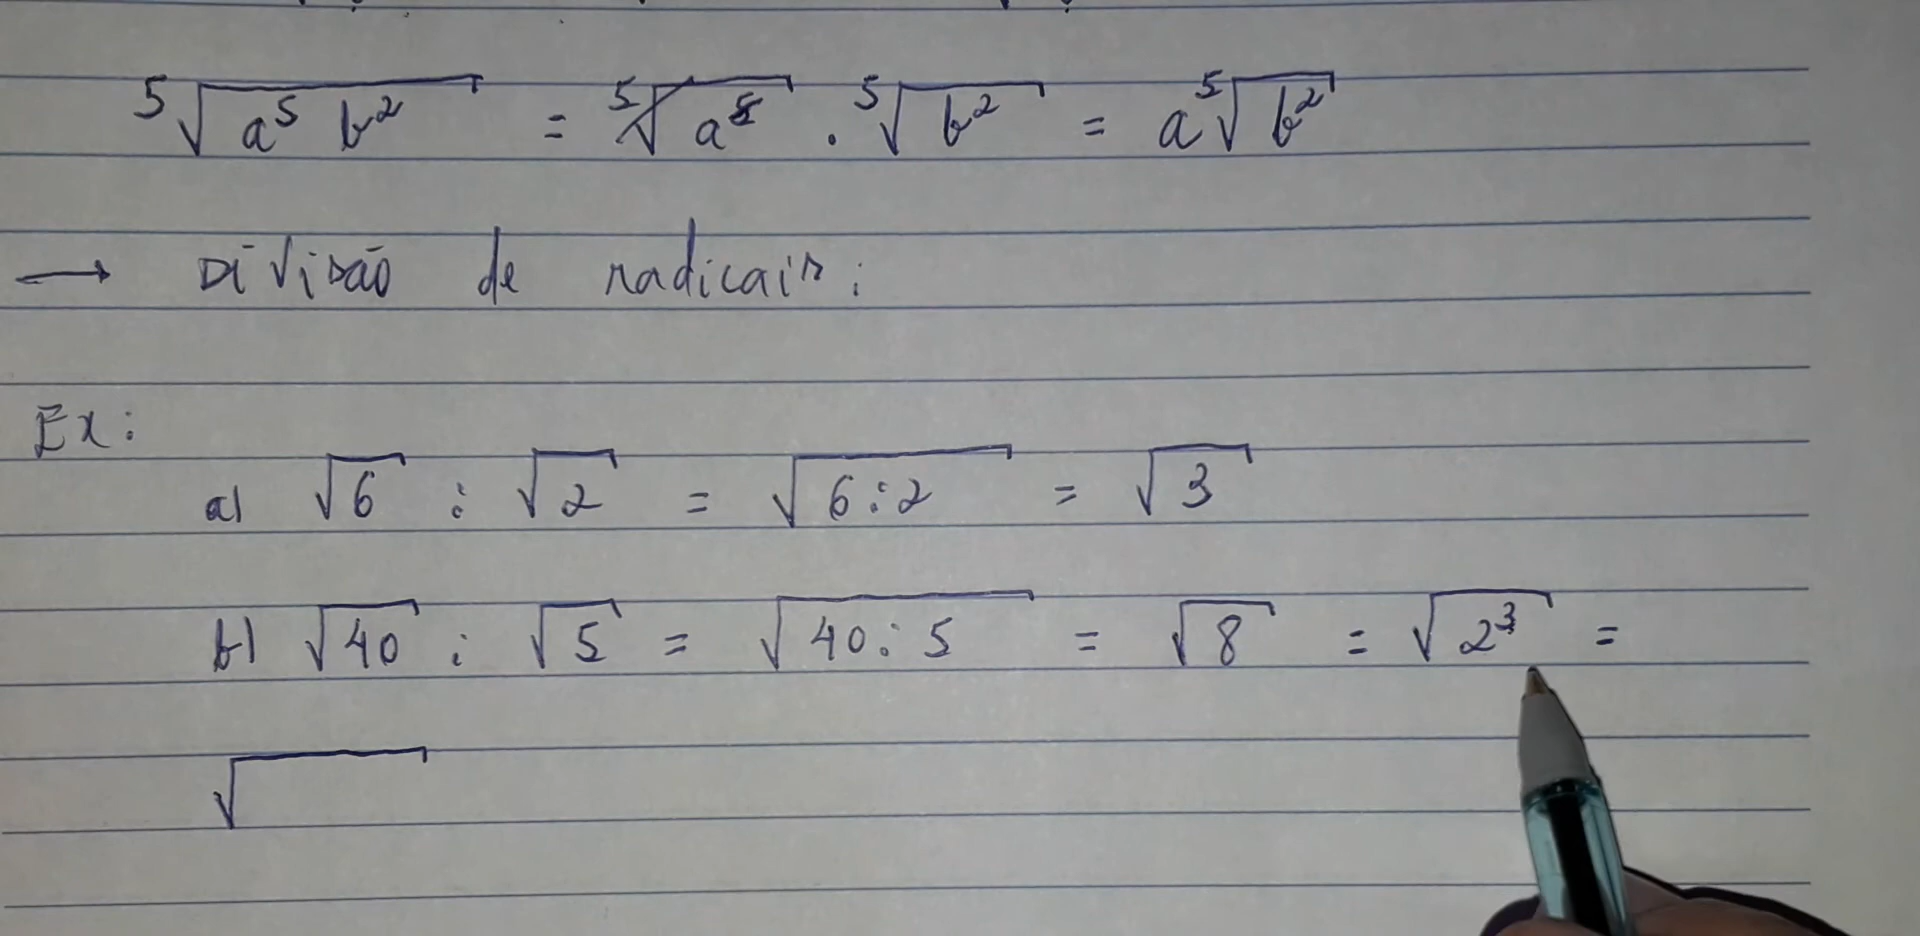 ⁵√(a⁵ b²) = ⁵√(a⁵) . ⁵√(b²) = a ⁵√(b²)
→ Divisão de radicais:
Ex:
a) √6 : √2 = √(6:2) = √3
b) √40 : √5 = √(40:5) = √8 = √(2³) =
√